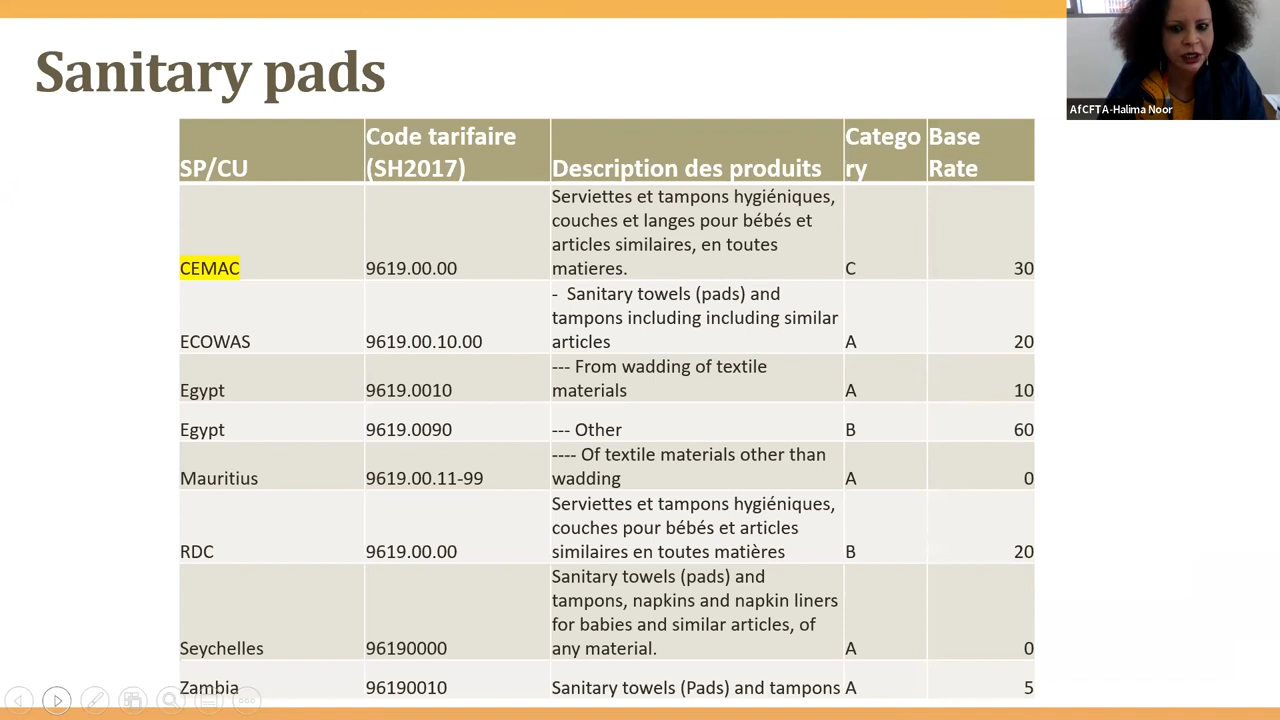 Sanitary pads
AfCFTA-Halima Noor
SP/CU
Code tarifaire
(SH2017)
Description des produits
Catego
ry
Base
Rate
CEMAC
9619.00.00
Serviettes et tampons hygiéniques,
couches et langes pour bébés et
articles similaires, en toutes
matieres.
C
30
ECOWAS
9619.00.10.00
- Sanitary towels (pads) and
tampons including including similar
articles
A
20
Egypt
9619.0010
--- From wadding of textile
materials
A
10
Egypt
9619.0090
--- Other
B
60
Mauritius
9619.00.11-99
---- Of textile materials other than
wadding
A
0
RDC
9619.00.00
Serviettes et tampons hygiéniques,
couches pour bébés et articles
similaires en toutes matières
B
20
Seychelles
96190000
Sanitary towels (pads) and
tampons, napkins and napkin liners
for babies and similar articles, of
any material.
A
0
Zambia
96190010
Sanitary towels (Pads) and tampons
A
5